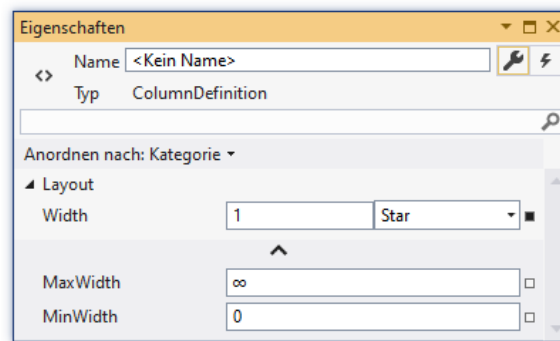 Eigenschaften
Name <Kein Name>
Typ ColumnDefinition
Anordnen nach: Kategorie
Layout
Width 1 Star
MaxWidth ∞
MinWidth 0